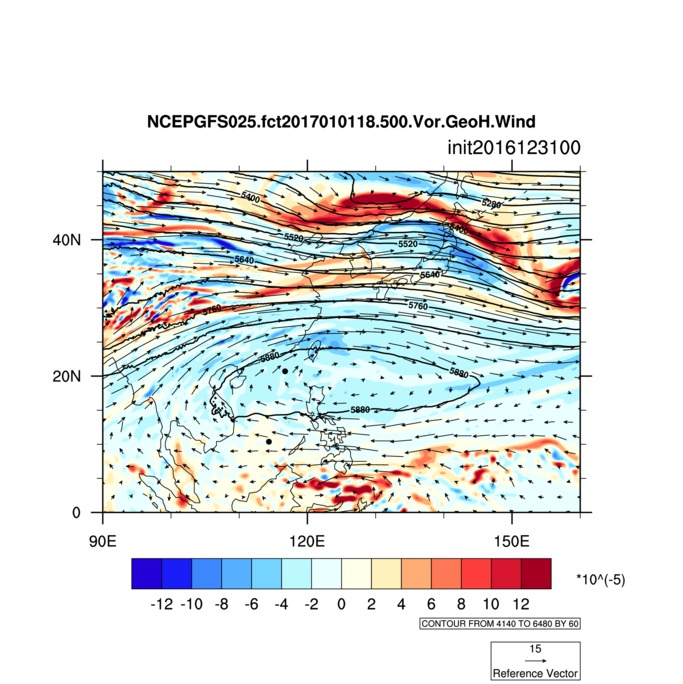 NCEPGFS025.fct2017010118.500.Vor.GeoH.Wind
init2016123100
5400
5280
5400
5520
5520
40N
5640
5640
5760
5760
5880
5880
20N
5880
0
90E 120E 150E
-12 -10 -8 -6 -4 -2 0 2 4 6 8 10 12
*10^(-5)
CONTOUR FROM 4140 TO 6480 BY 60
15
Reference Vector